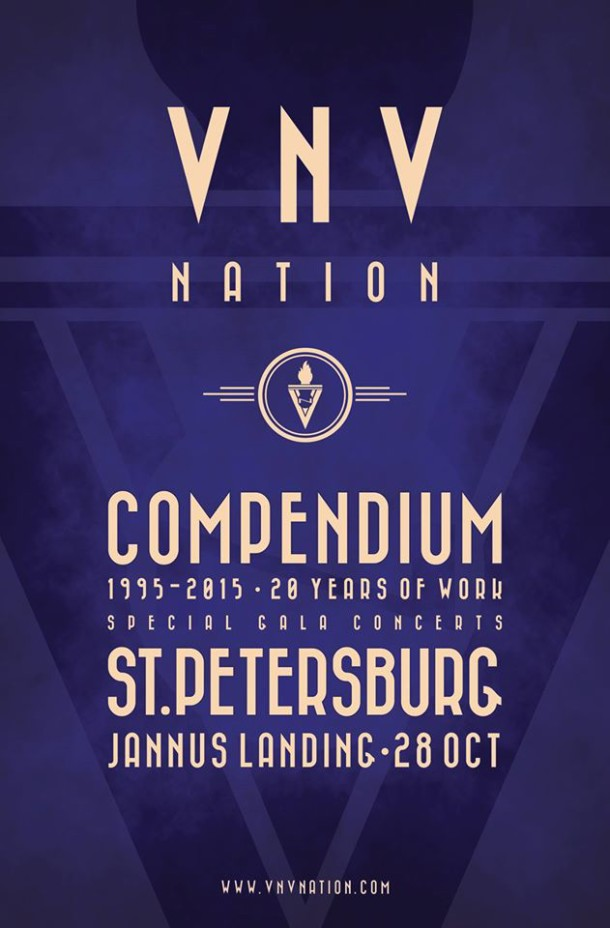 VNV
NATION
COMPENDIUM
1995-2015 · 20 YEARS OF WORK
SPECIAL GALA CONCERTS
ST.PETERSBURG
JANNUS LANDING · 28 OCT
WWW.VNVNATION.COM